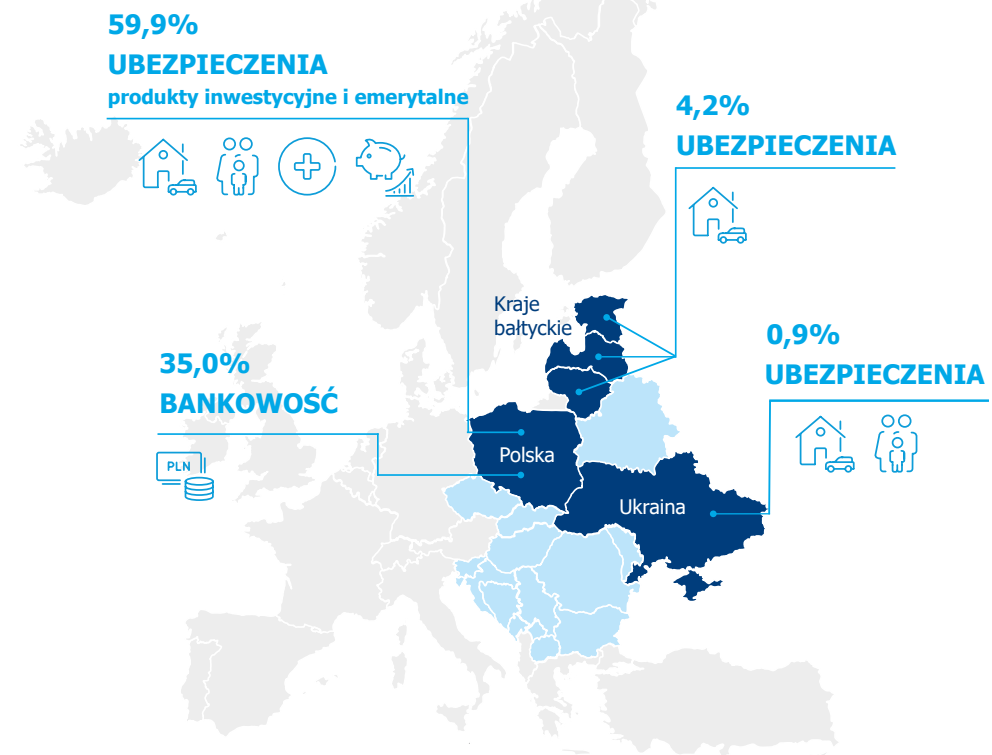 59,9%
UBEZPIECZENIA
produkty inwestycyjne i emerytalne
4,2%
UBEZPIECZENIA
Kraje
bałtyckie
0,9%
UBEZPIECZENIA
35,0%
BANKOWOŚĆ
PLN
Polska
Ukraina